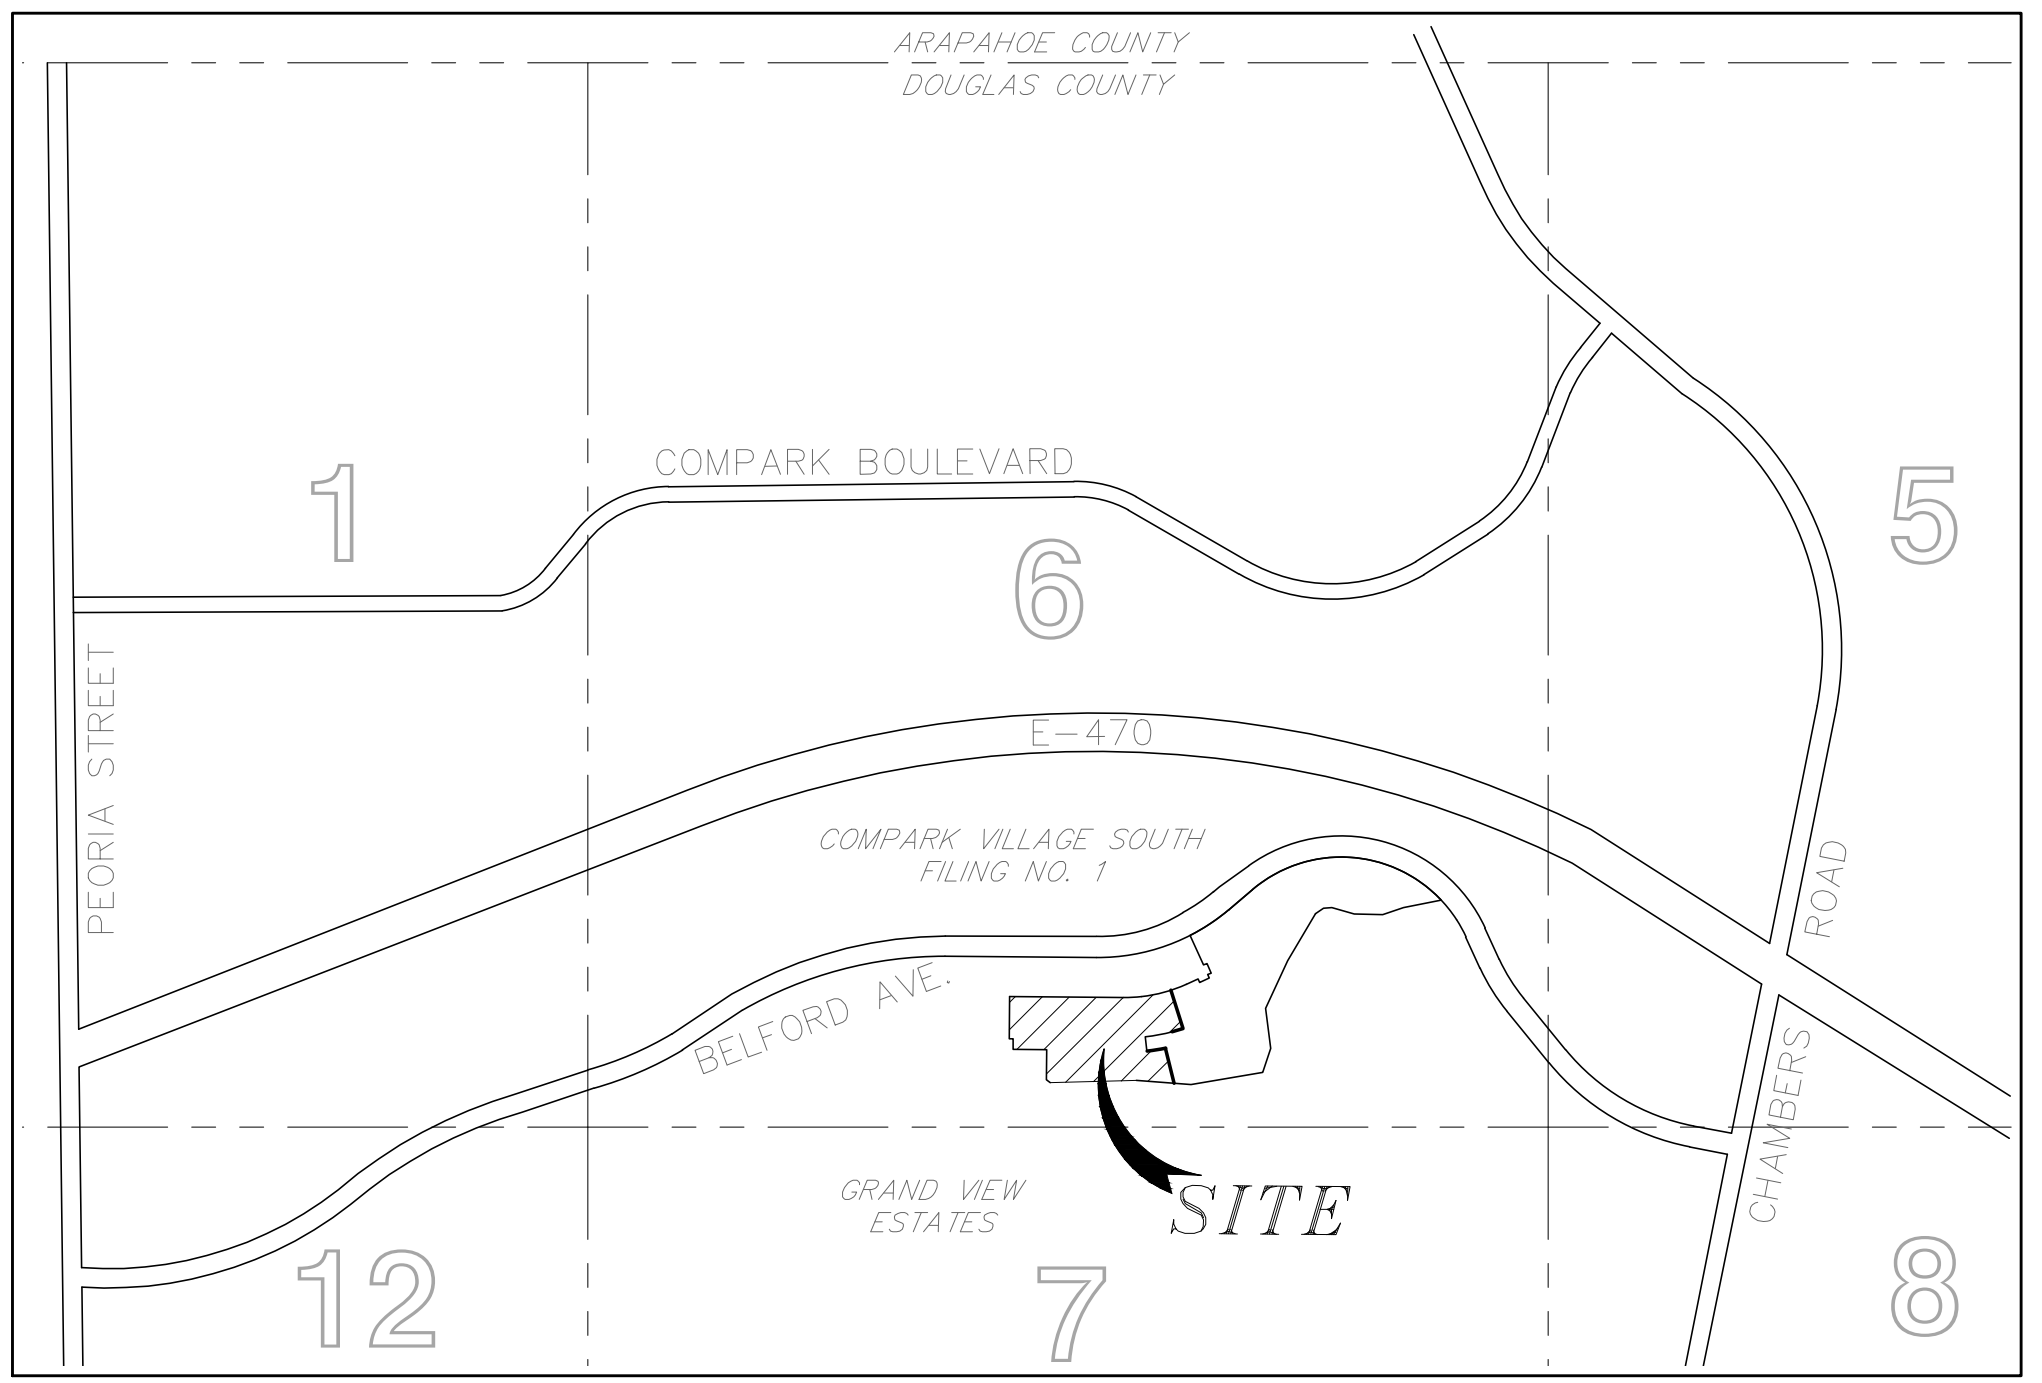 ARAPAHOE COUNTY
DOUGLAS COUNTY
COMPARK BOULEVARD
1
5
6
PEORIA STREET
E-470
COMPARK VILLAGE SOUTH
FILING NO. 1
CHAMBERS ROAD
BELFORD AVE.
GRAND VIEW
ESTATES
SITE
12
7
8